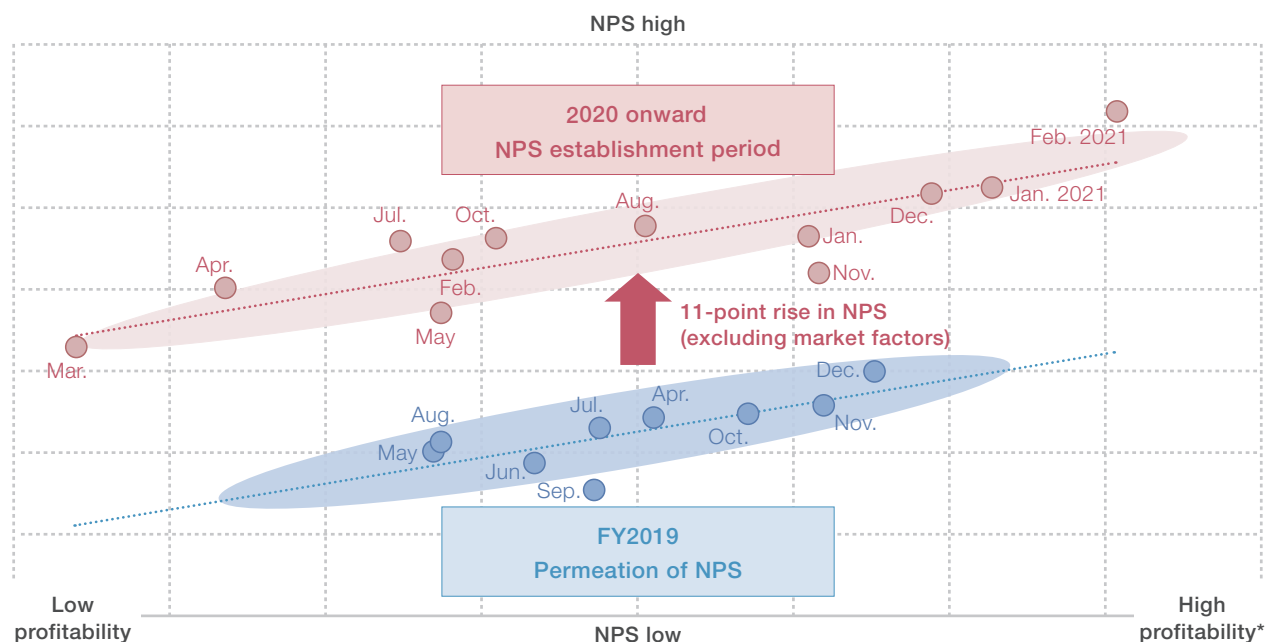 NPS high
2020 onward
NPS establishment period
Feb. 2021
Jan. 2021
Dec.
Aug.
Oct.
Jul.
Jan.
Nov.
Apr.
Feb.
May
Mar.
11-point rise in NPS
(excluding market factors)
Dec.
Apr.
Jul.
Aug.
Nov.
Oct.
May
Jun.
Sep.
FY2019
Permeation of NPS
Low
profitability
NPS low
High
profitability*